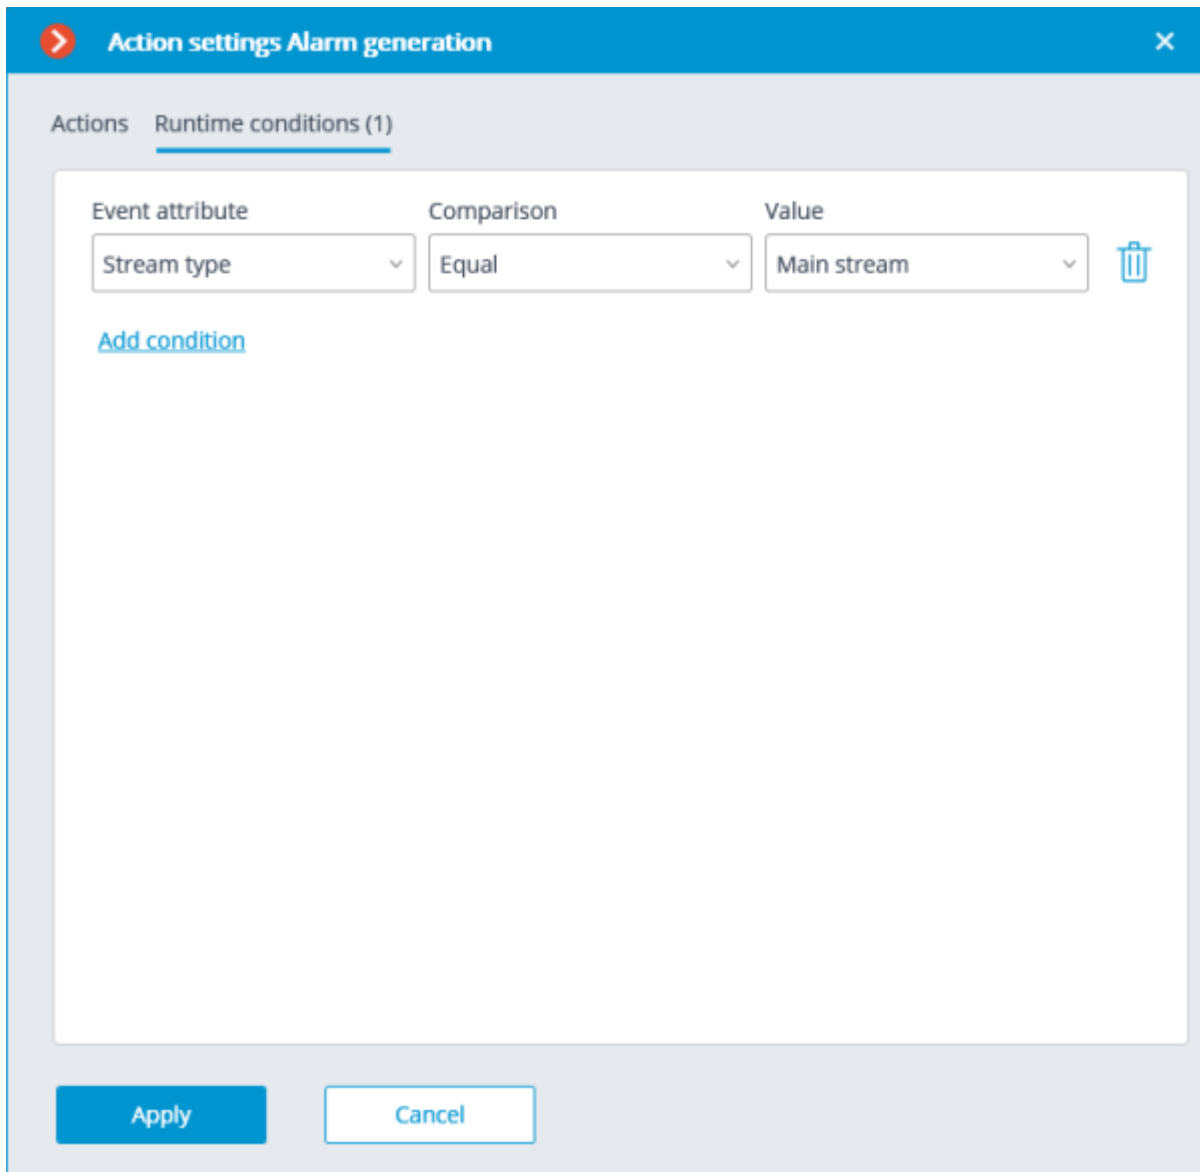 Action settings Alarm generation
Actions Runtime conditions (1)
Event attribute Comparison Value
Stream type Equal Main stream
Add condition
Apply Cancel